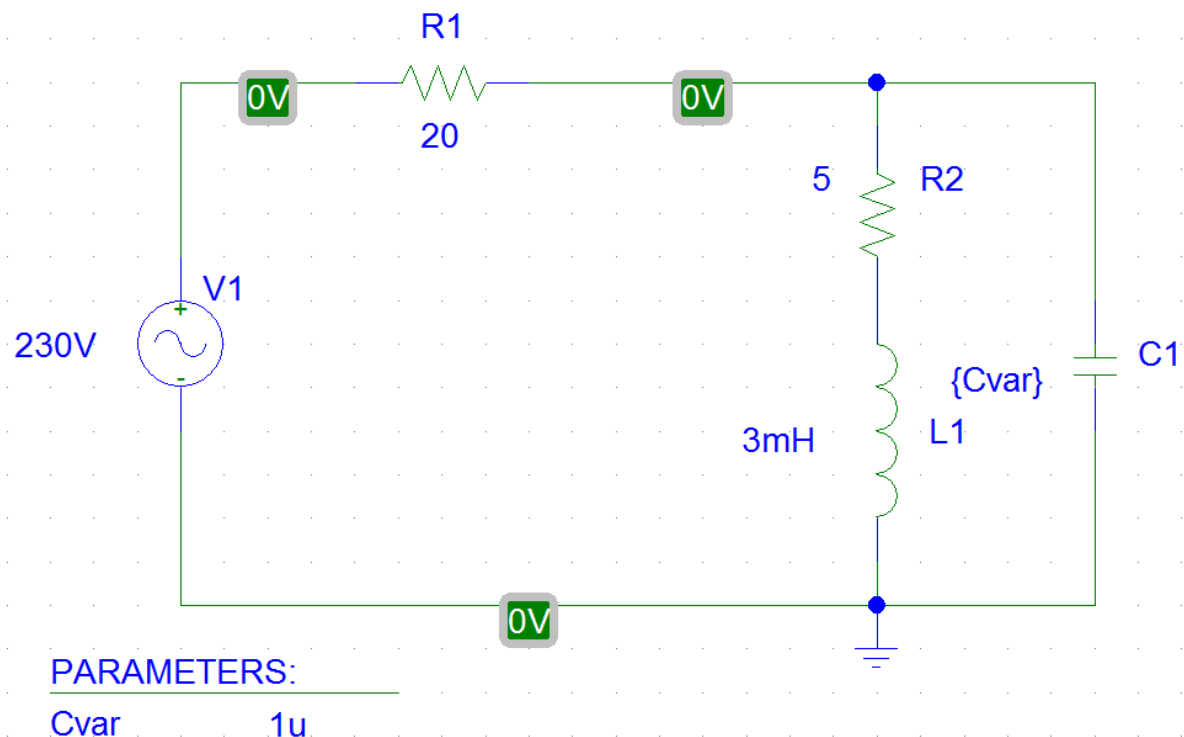 R1
0V
0V
20
5
R2
V1
230V
C1
{Cvar}
L1
3mH
+
-
0V
PARAMETERS:
Cvar 1u